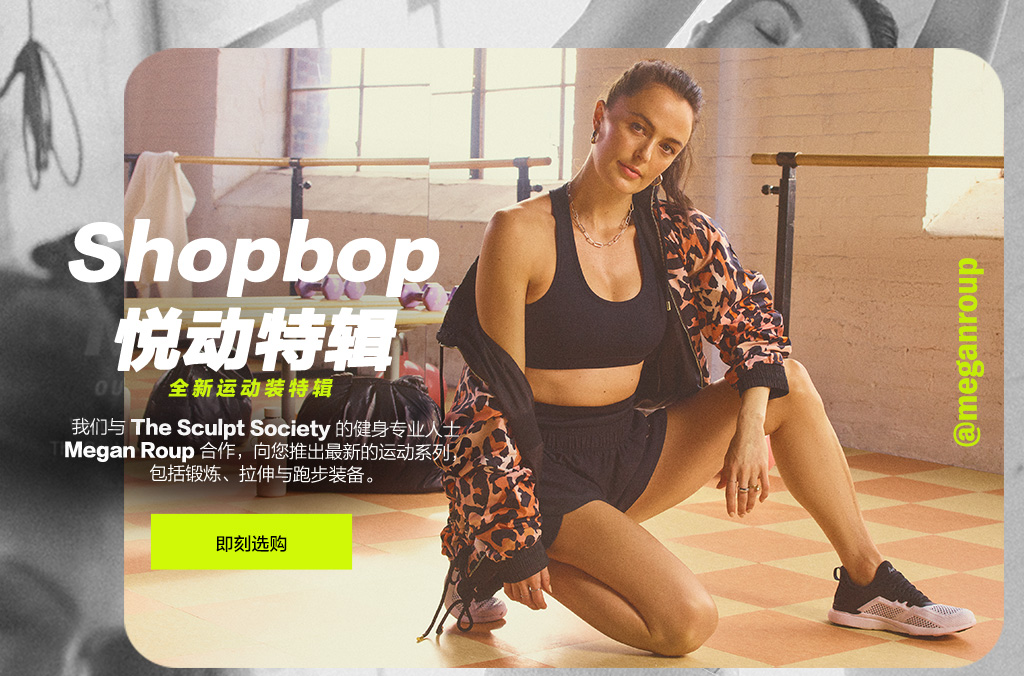 Shopbop
悦动特辑
全新运动装特辑
我们与 The Sculpt Society 的健身专业人士
Megan Roup 合作，向您推出最新的运动系列，
包括锻炼、拉伸与跑步装备。
即刻选购
@meganroup